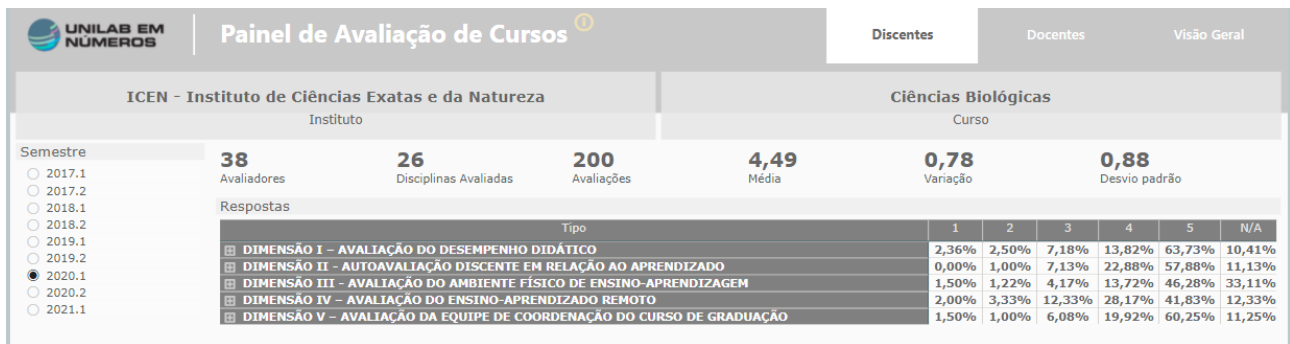 UNILAB EM
NÚMEROS
Painel de Avaliação de Cursos
Discentes
Docentes
Visão Geral
ICEN - Instituto de Ciências Exatas e da Natureza
Instituto
Ciências Biológicas
Curso
Semestre
2017.1
2017.2
2018.1
2018.2
2019.1
2019.2
2020.1
2020.2
2021.1
38 26 200 4,49 0,78 0,88
Avaliadores Disciplinas Avaliadas Avaliações Média Variação Desvio padrão
Respostas
Tipo 1 2 3 4 5 N/A
DIMENSÃO I – AVALIAÇÃO DO DESEMPENHO DIDÁTICO 2,36% 2,50% 7,18% 13,82% 63,73% 10,41%
DIMENSÃO II - AUTOAVALIAÇÃO DISCENTE EM RELAÇÃO AO APRENDIZADO 0,00% 1,00% 7,13% 22,88% 57,88% 11,13%
DIMENSÃO III - AVALIAÇÃO DO AMBIENTE FÍSICO DE ENSINO-APRENDIZAGEM 1,50% 1,22% 4,17% 13,72% 46,28% 33,11%
DIMENSÃO IV – AVALIAÇÃO DO ENSINO-APRENDIZADO REMOTO 2,00% 3,33% 12,33% 28,17% 41,83% 12,33%
DIMENSÃO V – AVALIAÇÃO DA EQUIPE DE COORDENAÇÃO DO CURSO DE GRADUAÇÃO 1,50% 1,00% 6,08% 19,92% 60,25% 11,25%